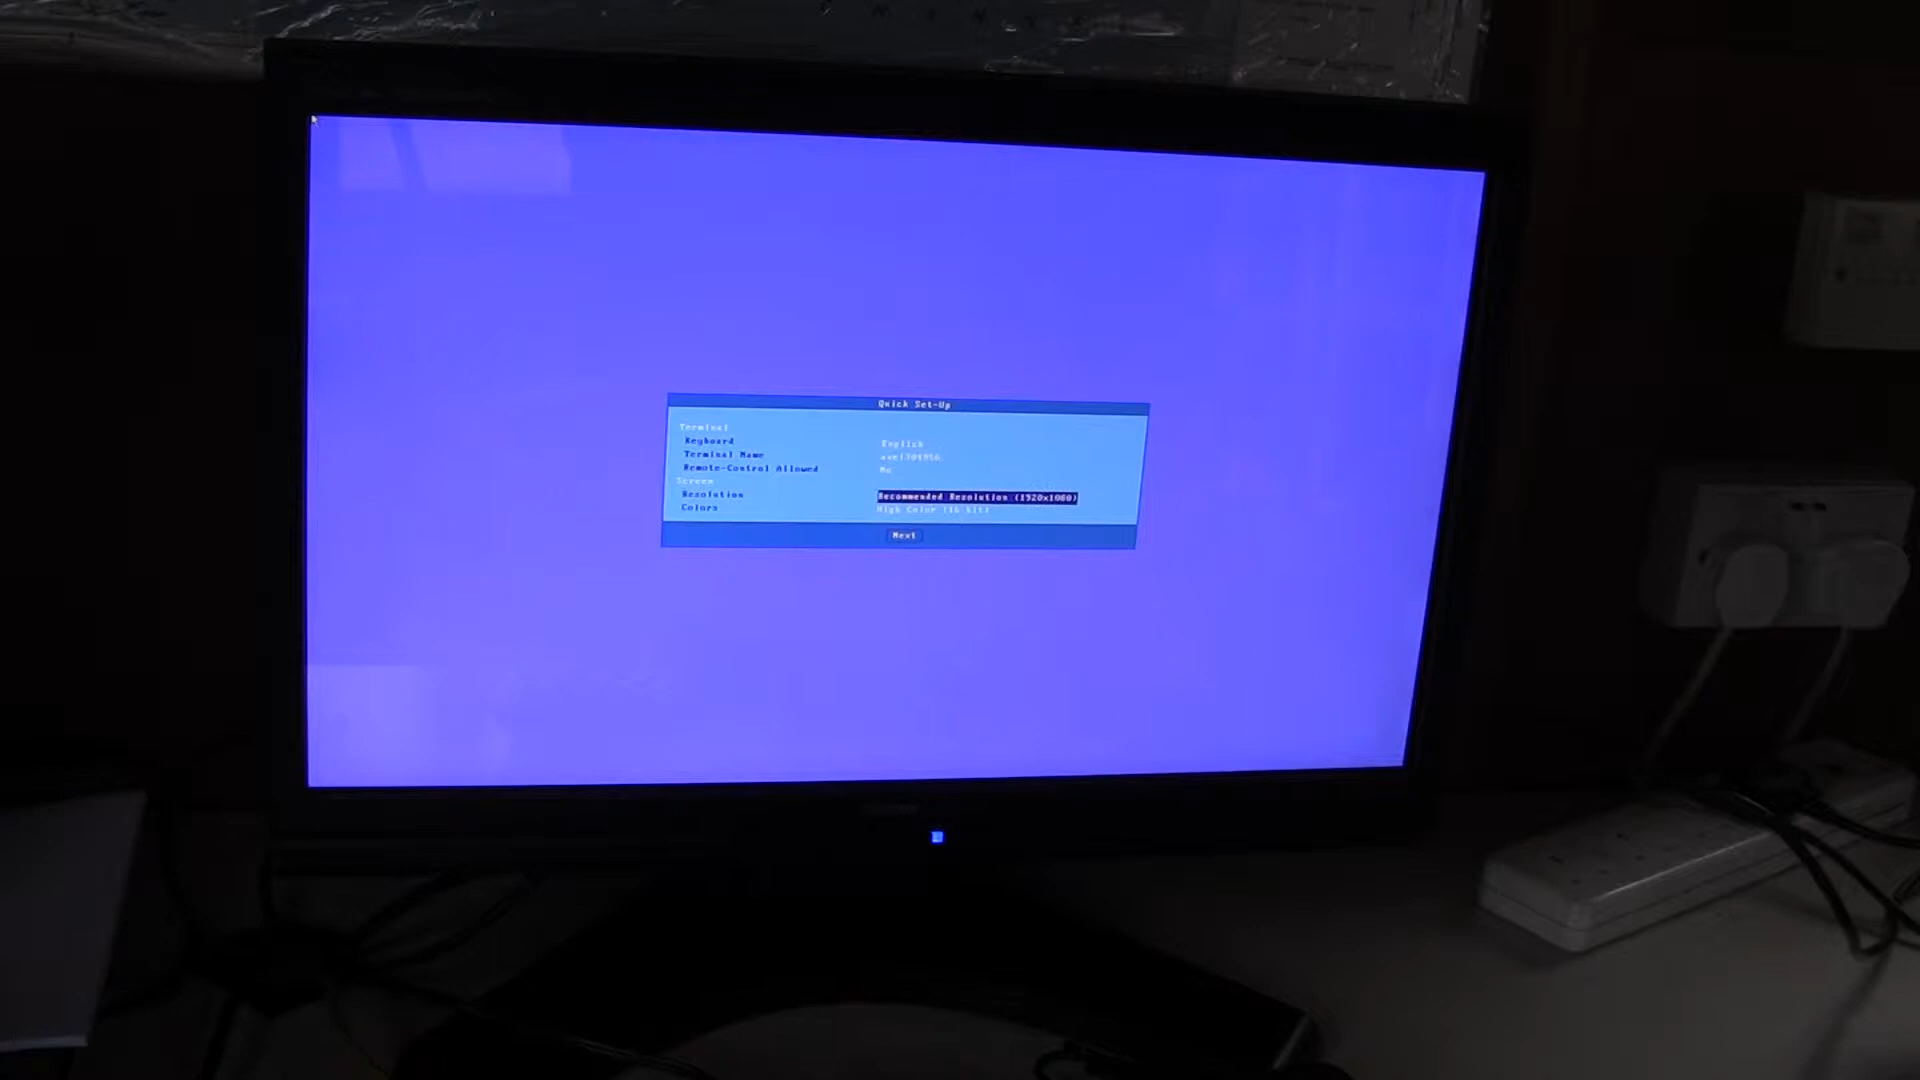 Quick Set-Up
Terminal
Keyboard English
Terminal Name
Remote-Control Allowed No
Screen
Resolution Recommended Resolution (1920x1080)
Colors High Color (16 bit)
Next